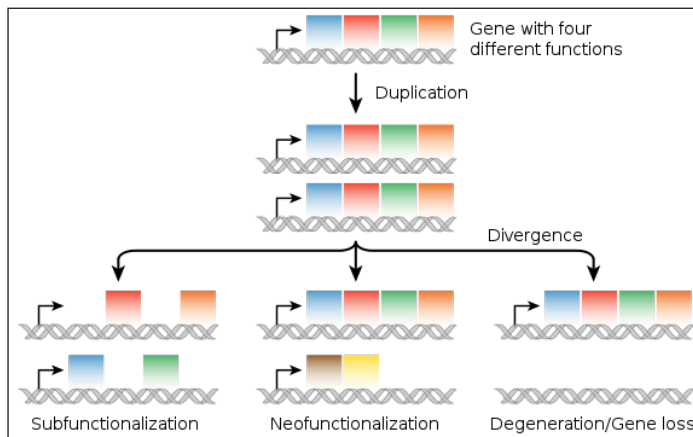 Gene with four
different functions
Duplication
Divergence
Subfunctionalization
Neofunctionalization
Degeneration/Gene loss